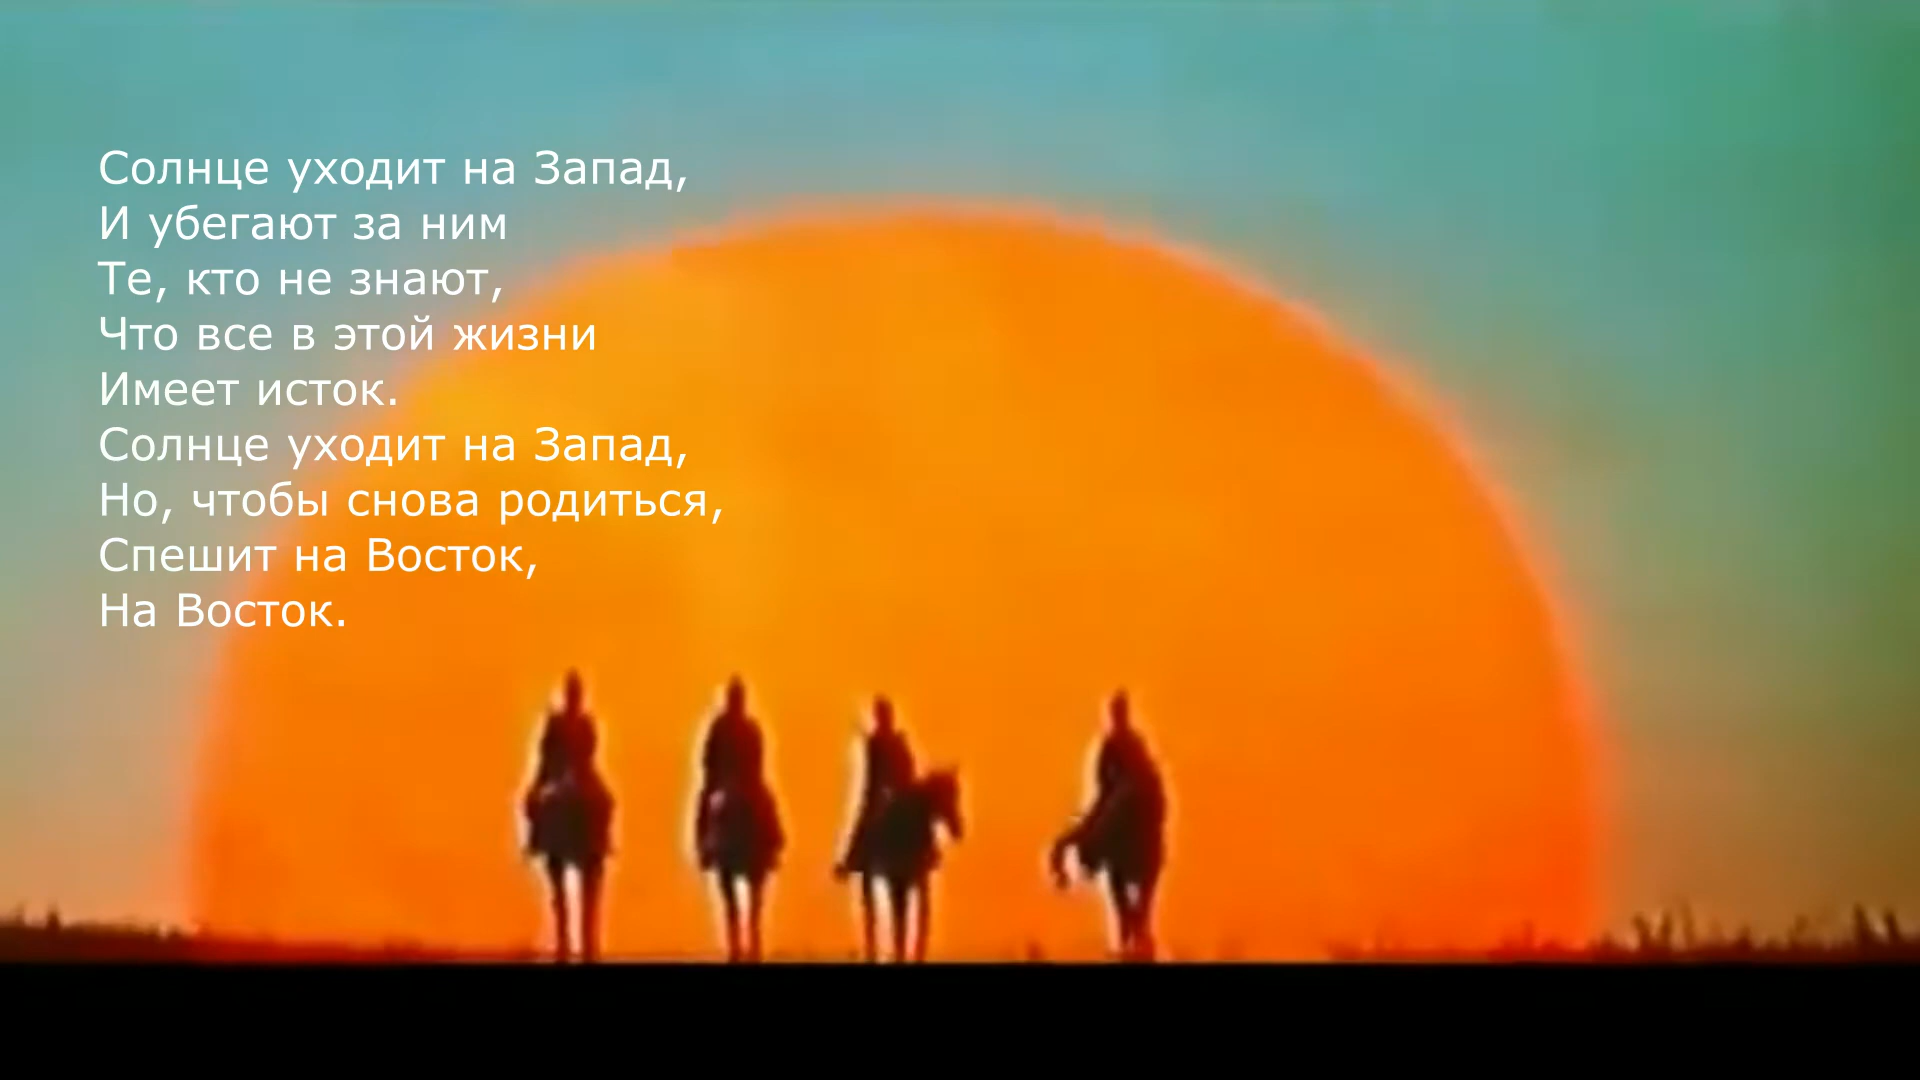 Солнце уходит на Запад,
И убегают за ним
Те, кто не знают,
Что все в этой жизни
Имеет исток.
Солнце уходит на Запад,
Но, чтобы снова родиться,
Спешит на Восток,
На Восток.